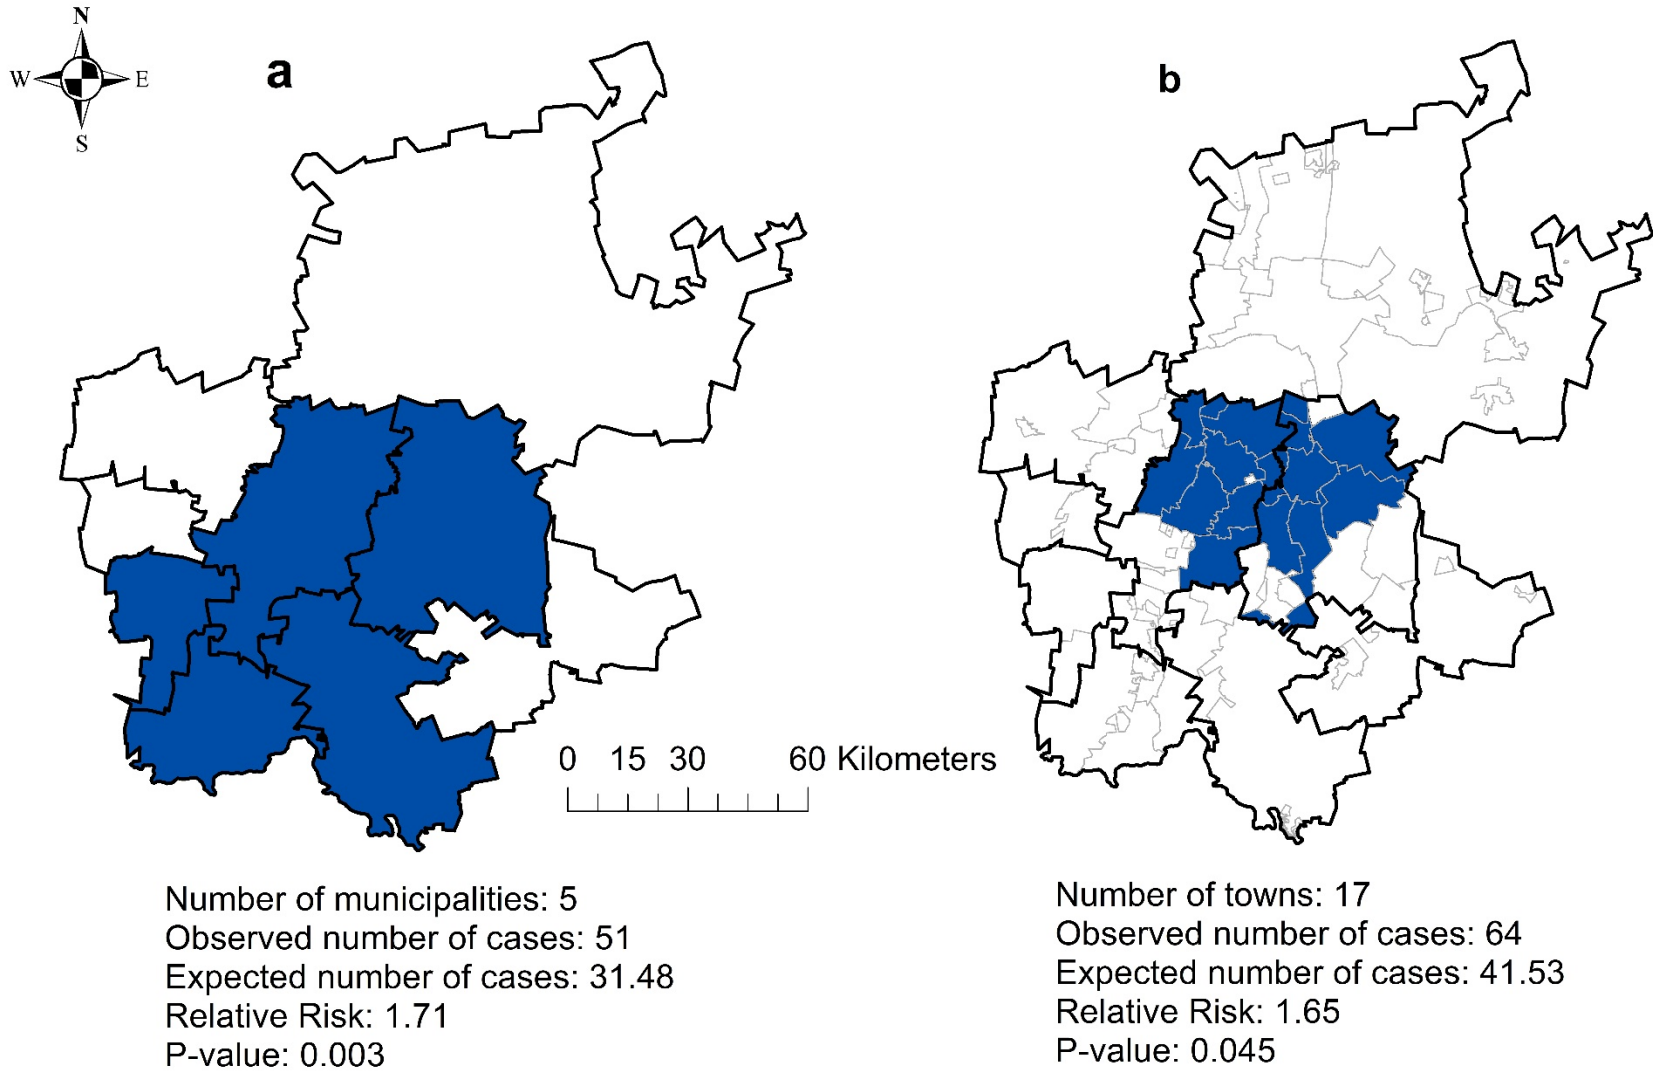 N
W E
S
a
b
0 15 30 60 Kilometers
Number of municipalities: 5
Observed number of cases: 51
Expected number of cases: 31.48
Relative Risk: 1.71
P-value: 0.003
Number of towns: 17
Observed number of cases: 64
Expected number of cases: 41.53
Relative Risk: 1.65
P-value: 0.045